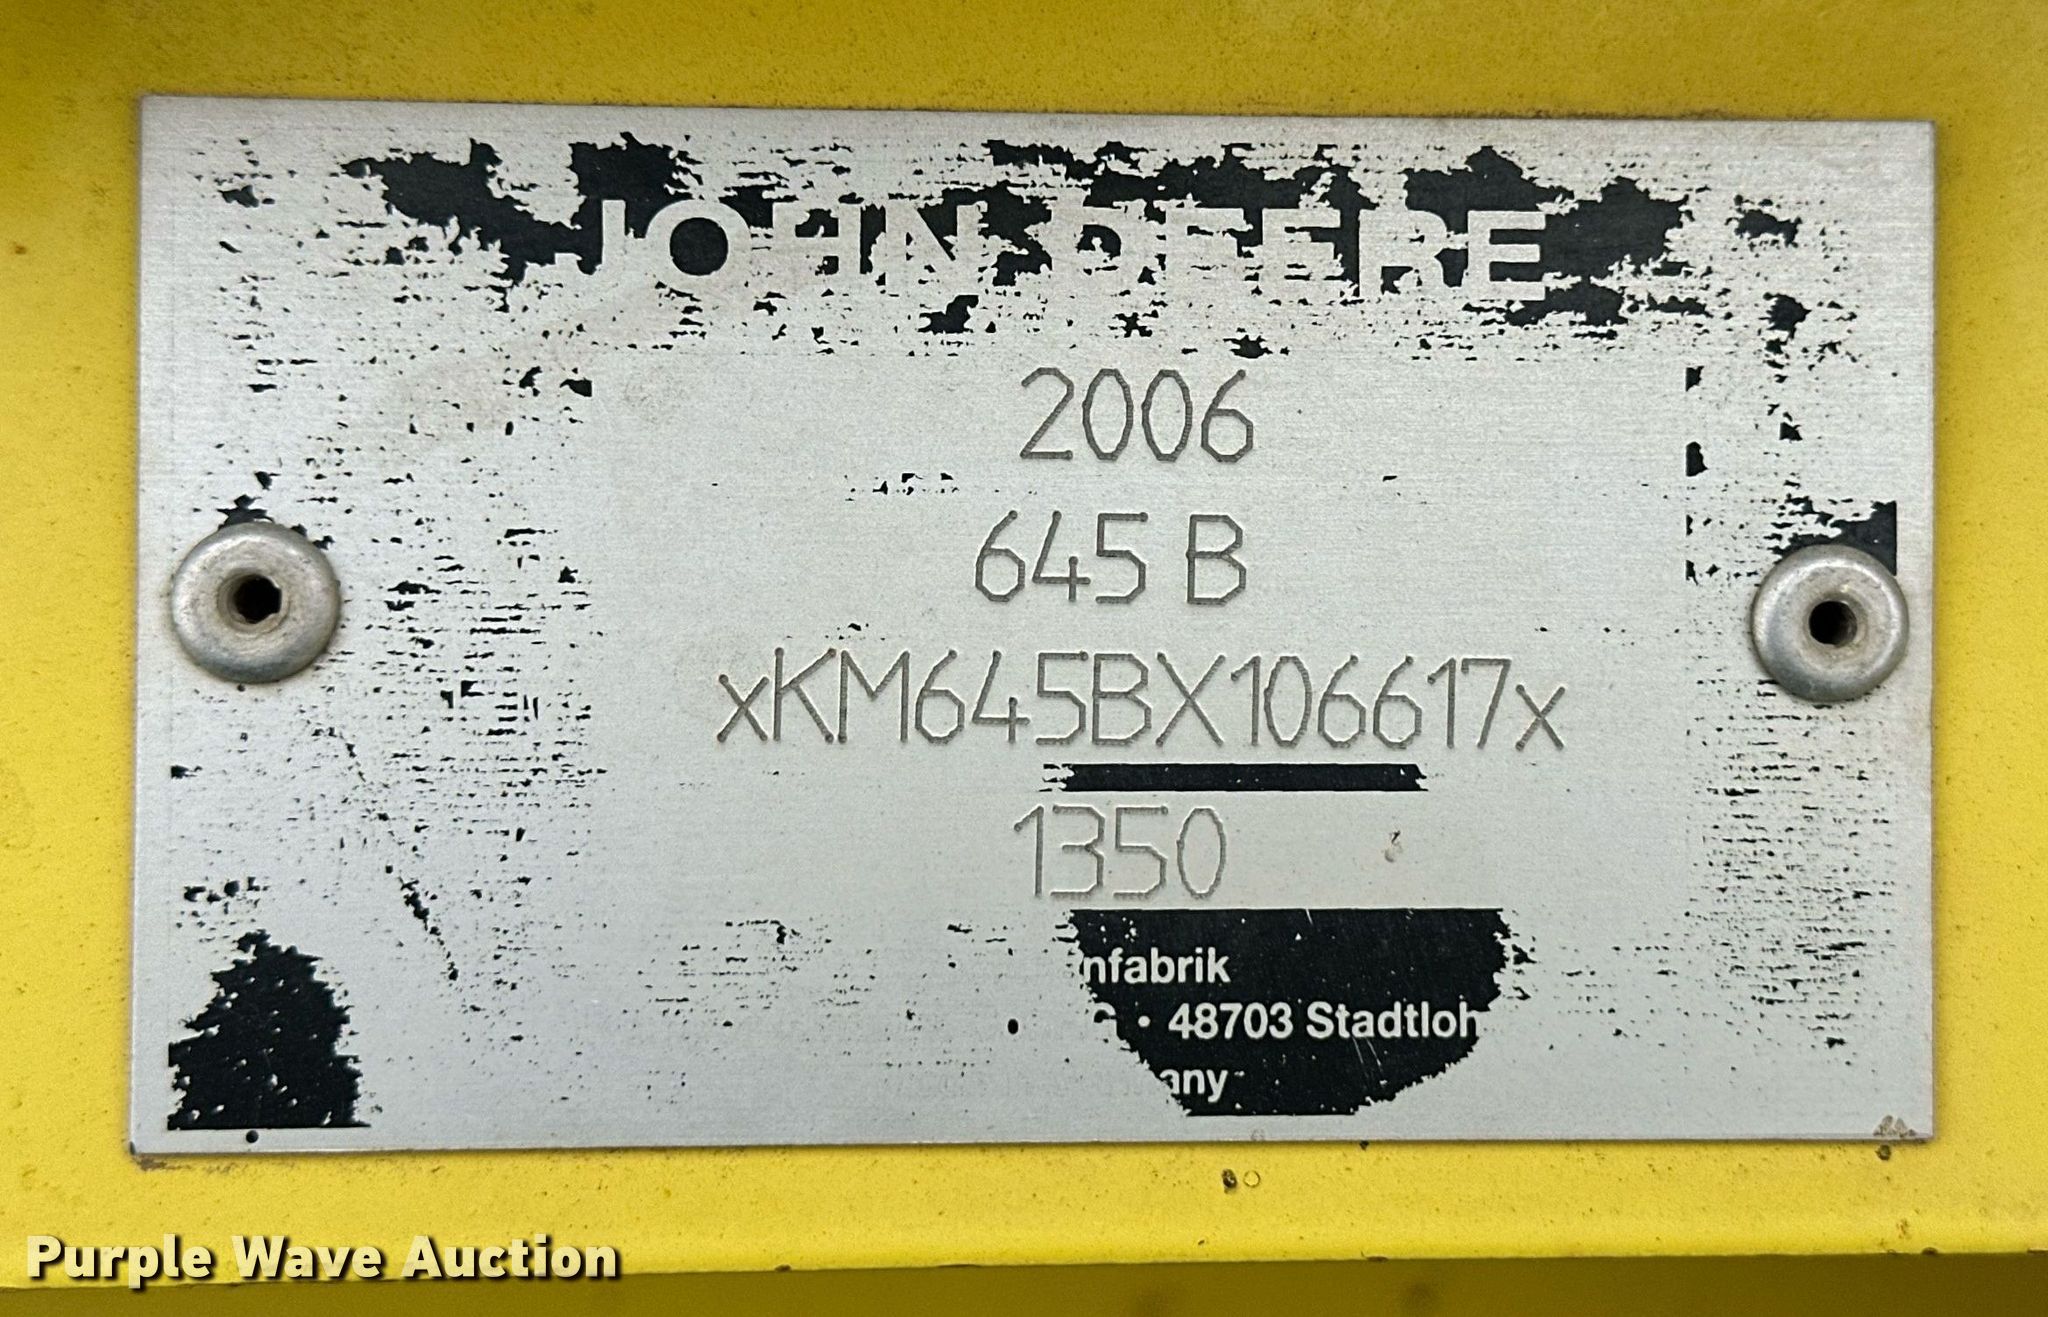 JOHN DEERE
2006
645 B
xKM645BX106617x
1350
nfabrik
G • 48703 Stadtloh
any
Purple Wave Auction